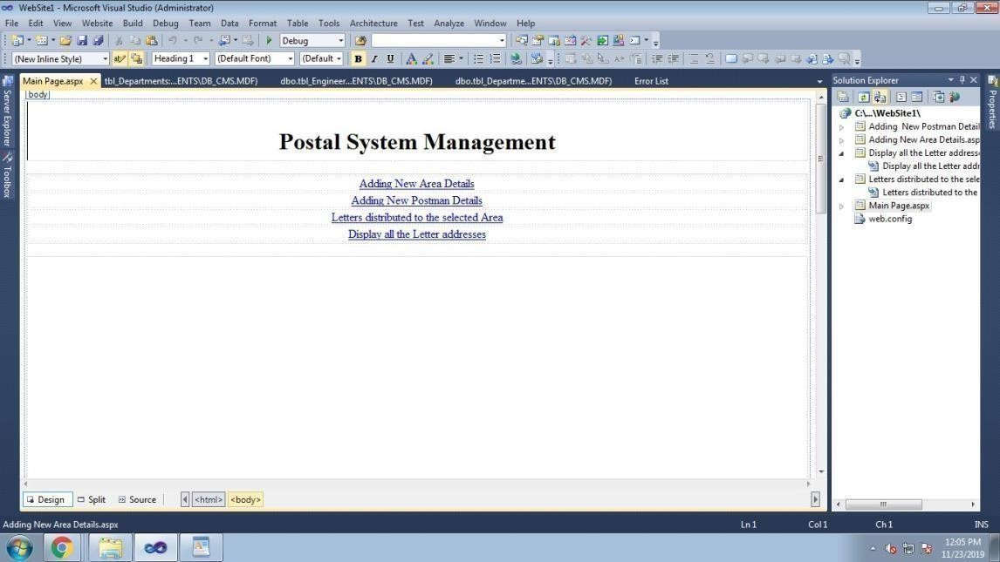 WebSite1 - Microsoft Visual Studio (Administrator)
File Edit View Website Build Debug Team Data Format Table Tools Architecture Test Analyze Window Help
Debug
(New Inline Style) Heading 1 (Default Font) (Default B I U A
Main Page.aspx tbl_Departments:...ENTS\DB_CMS.MDF) dbo.tbl_Engineer...ENTS\DB_CMS.MDF) dbo.tbl_Departme...ENTS\DB_CMS.MDF) Error List
body
Postal System Management
Adding New Area Details
Adding New Postman Details
Letters distributed to the selected Area
Display all the Letter addresses
Server Explorer
Toolbox
Solution Explorer
C:\...\WebSite1\
Adding New Postman Detail
Adding New Area Details.asp
Display all the Letter address
Display all the Letter addr
Letters distributed to the sele
Letters distributed to the
Main Page.aspx
web.config
Properties
Design Split Source <html> <body>
Adding New Area Details.aspx Ln 1 Col 1 Ch 1 INS
12:05 PM
11/23/2019